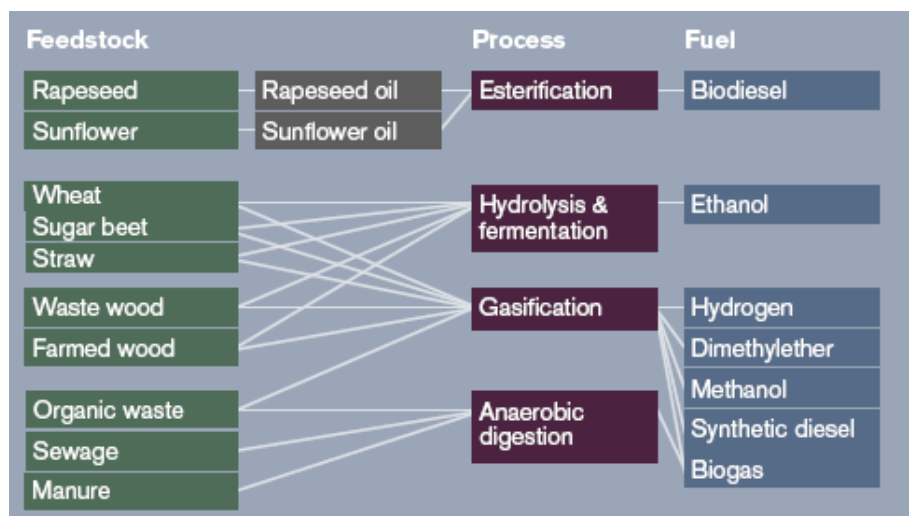 Feedstock Process Fuel
Rapeseed Rapeseed oil Esterification Biodiesel
Sunflower Sunflower oil
Wheat Hydrolysis & Ethanol
Sugar beet fermentation
Straw
Waste wood Gasification Hydrogen
Farmed wood Dimethylether
Methanol
Organic waste Anaerobic Synthetic diesel
Sewage digestion Biogas
Manure